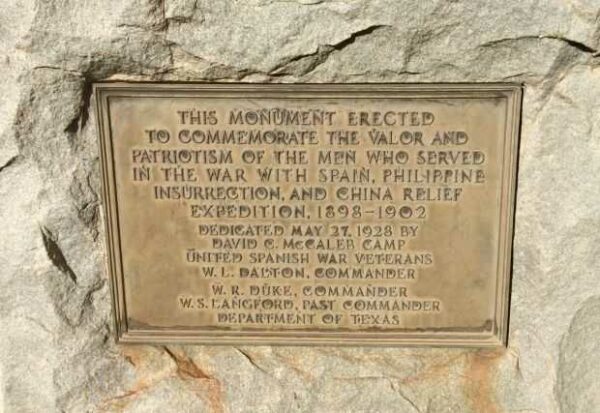 THIS MONUMENT ERECTED
TO COMMEMORATE THE VALOR AND
PATRIOTISM OF THE MEN WHO SERVED
IN THE WAR WITH SPAIN, PHILIPPINE
INSURRECTION, AND CHINA RELIEF
EXPEDITION, 1898-1902
DEDICATED MAY 27, 1928 BY
DAVID C. McCALEB CAMP
UNITED SPANISH WAR VETERANS
W. L. DALTON, COMMANDER
W. R. DUKE, COMMANDER
W. S. LANGFORD, PAST COMMANDER
DEPARTMENT OF TEXAS